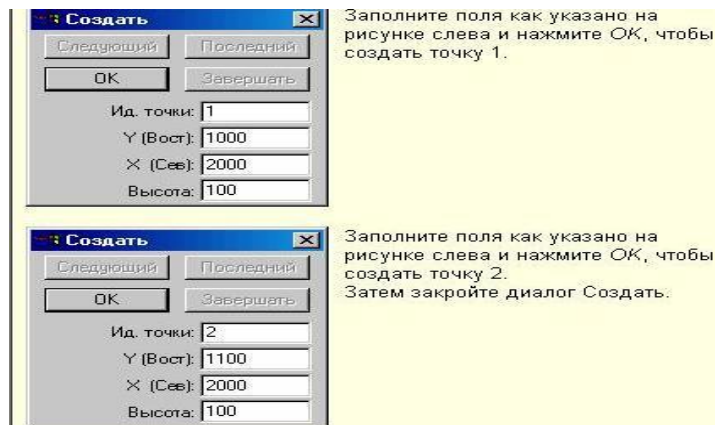 Создать
Следующий Последний
OK Завершать
Ид. точки: 1
Y (Вост): 1000
X (Сев): 2000
Высота: 100
Заполните поля как указано на
рисунке слева и нажмите OK, чтобы
создать точку 1.
Создать
Следующий Последний
OK Завершать
Ид. точки: 2
Y (Вост): 1100
X (Сев): 2000
Высота: 100
Заполните поля как указано на
рисунке слева и нажмите OK, чтобы
создать точку 2.
Затем закройте диалог Создать.